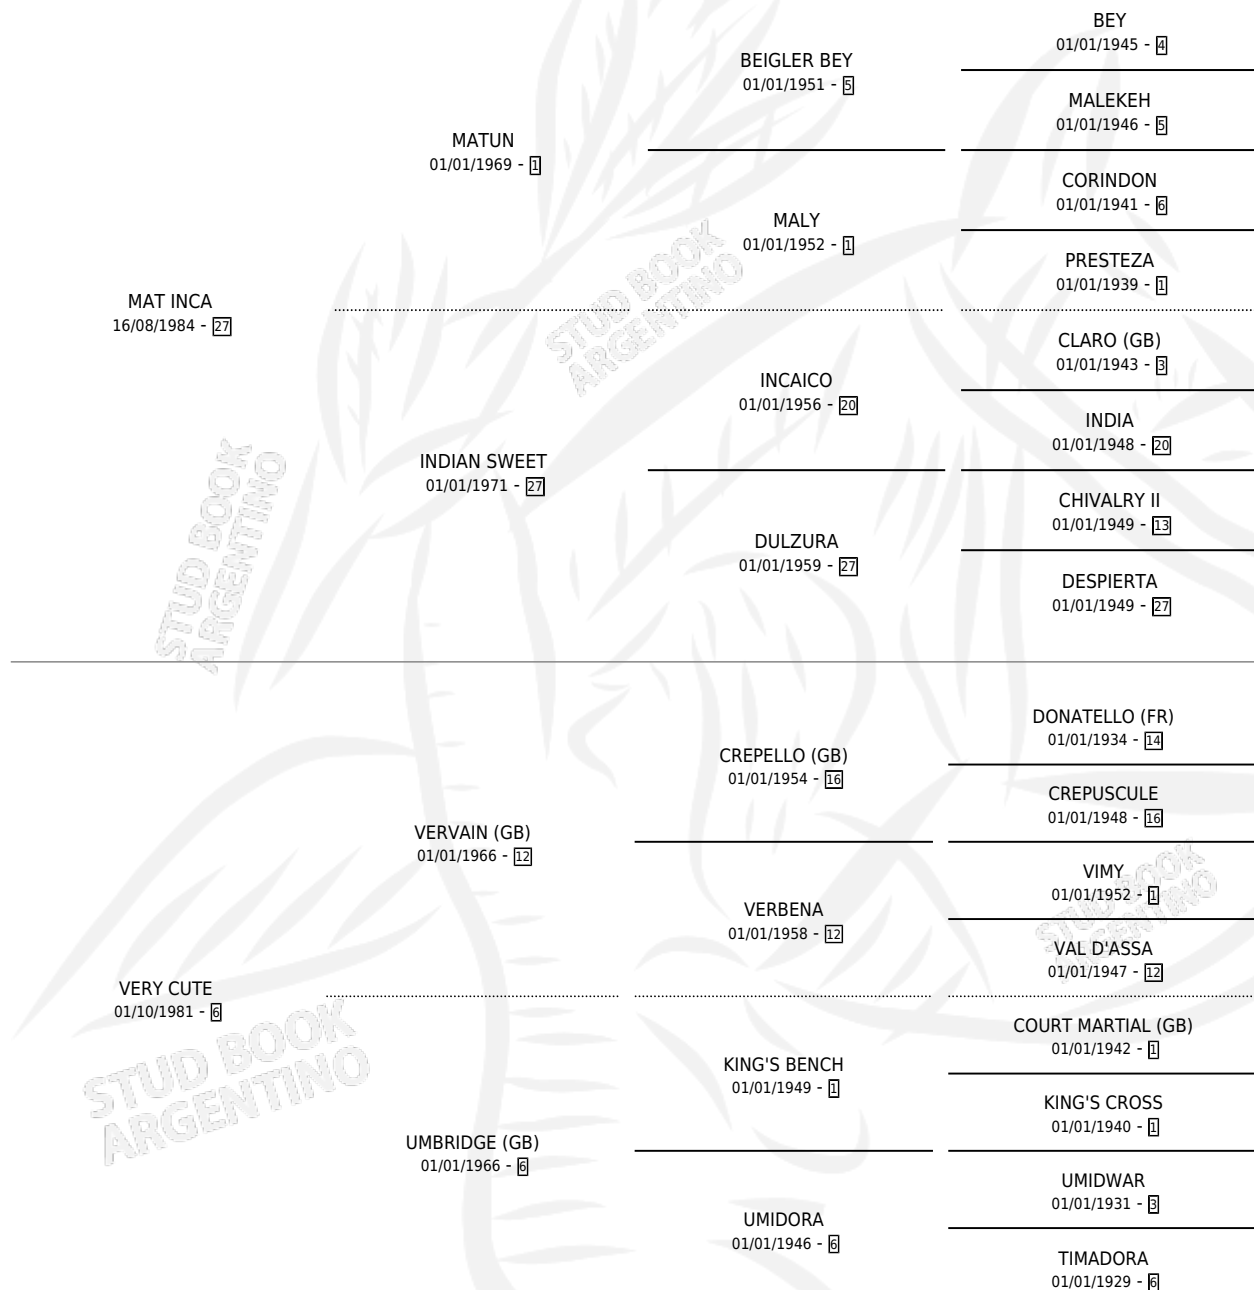 BEY
01/01/1945 - 4
BEIGLER BEY
01/01/1951 - 5
MALEKEH
01/01/1946 - 5
MATUN
01/01/1969 - 1
CORINDON
01/01/1941 - 6
MALY
01/01/1952 - 1
PRESTEZA
01/01/1939 - 1
MAT INCA
16/08/1984 - 27
CLARO (GB)
01/01/1943 - 3
INCAICO
01/01/1956 - 20
INDIA
01/01/1948 - 20
INDIAN SWEET
01/01/1971 - 27
CHIVALRY II
01/01/1949 - 13
DULZURA
01/01/1959 - 27
DESPIERTA
01/01/1949 - 27
DONATELLO (FR)
01/01/1934 - 14
CREPELLO (GB)
01/01/1954 - 16
CREPUSCULE
01/01/1948 - 16
VERVAIN (GB)
01/01/1966 - 12
VIMY
01/01/1952 - 1
VERBENA
01/01/1958 - 12
VAL D'ASSA
01/01/1947 - 12
VERY CUTE
01/10/1981 - 6
COURT MARTIAL (GB)
01/01/1942 - 1
KING'S BENCH
01/01/1949 - 1
KING'S CROSS
01/01/1940 - 1
UMBRIDGE (GB)
01/01/1966 - 6
UMIDWAR
01/01/1931 - 3
UMIDORA
01/01/1946 - 6
TIMADORA
01/01/1929 - 6
STUD BOOK
ARGENTINO
STUD BOOK
ARGENTINO
STUD BOOK
ARGENTINO
STUD BOOK
ARGENTINO